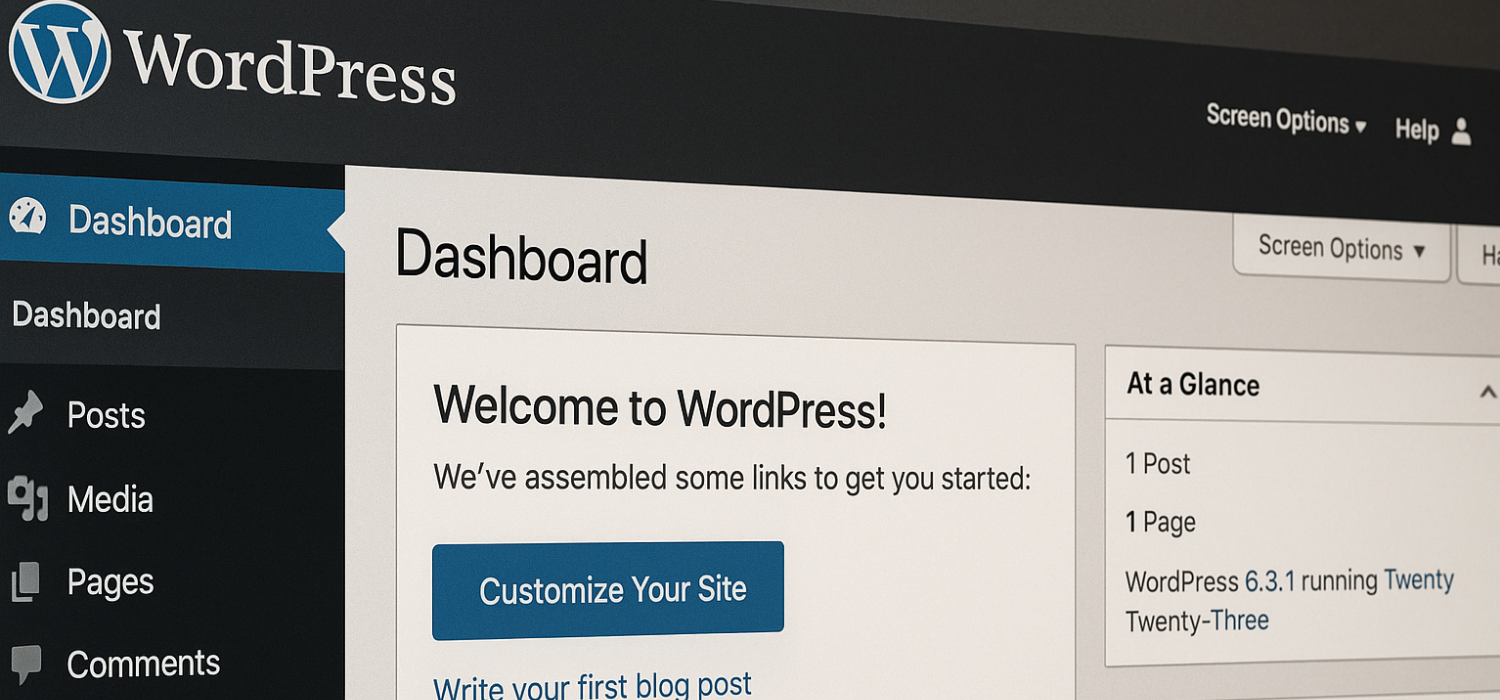 WordPress
Screen Options
Help
Dashboard
Dashboard
Posts
Media
Pages
Comments
Dashboard
Screen Options
Welcome to WordPress!
We've assembled some links to get you started:
Customize Your Site
Write your first blog post
At a Glance
1 Post
1 Page
WordPress 6.3.1 running Twenty
Twenty-Three